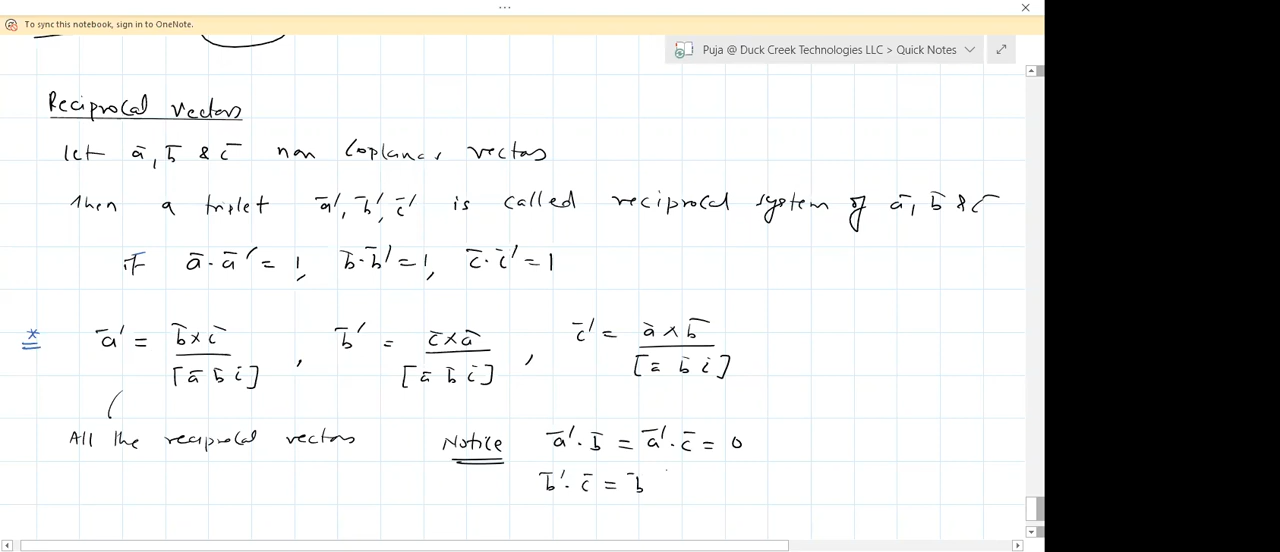 To sync this notebook, sign in to OneNote.
Puja @ Duck Creek Technologies LLC > Quick Notes
Reciprocal vectors
let a̅, b̅ & c̅ non Coplanar vectors
then a triplet a̅', b̅', c̅' is called reciprocal system of a̅, b̅ & c̅
if a̅·a̅' = 1, b̅·b̅' = 1, c̅·c̅' = 1
* a̅' = b̅×c̅ / [a̅ b̅ c̅], b̅' = c̅×a̅ / [a̅ b̅ c̅], c̅' = a̅×b̅ / [a̅ b̅ c̅]
All the reciprocal vectors
Notice a̅'·b̅ = a̅'·c̅ = 0
b̅'·c̅ = b̅